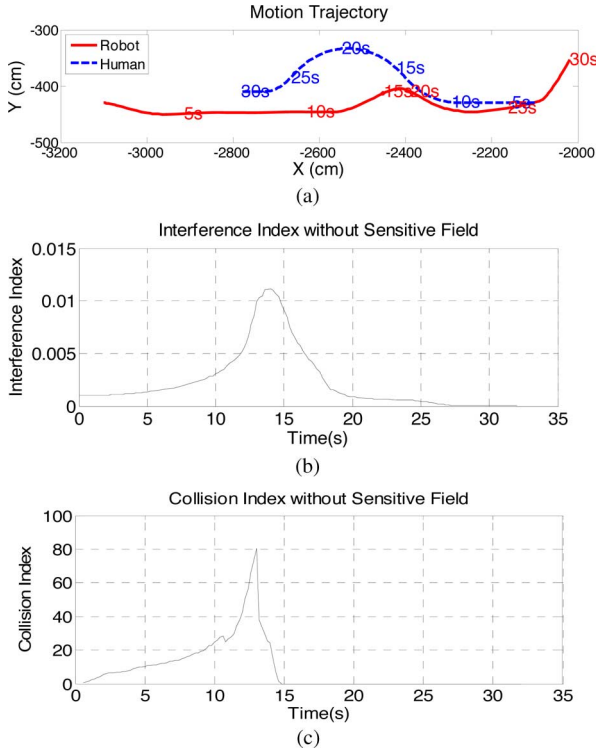 Motion Trajectory
-300
-400
-500
Y (cm)
Robot
Human
20s
15s
25s
30s
10s
5s
5s
10s
15s
20s
25s
30s
-3200 -3000 -2800 -2600 -2400 -2200 -2000
X (cm)
(a)
Interference Index without Sensitive Field
0.015
0.01
0.005
0
Interference Index
0 5 10 15 20 25 30 35
Time(s)
(b)
Collision Index without Sensitive Field
100
80
60
40
20
0
Collision Index
0 5 10 15 20 25 30 35
Time(s)
(c)